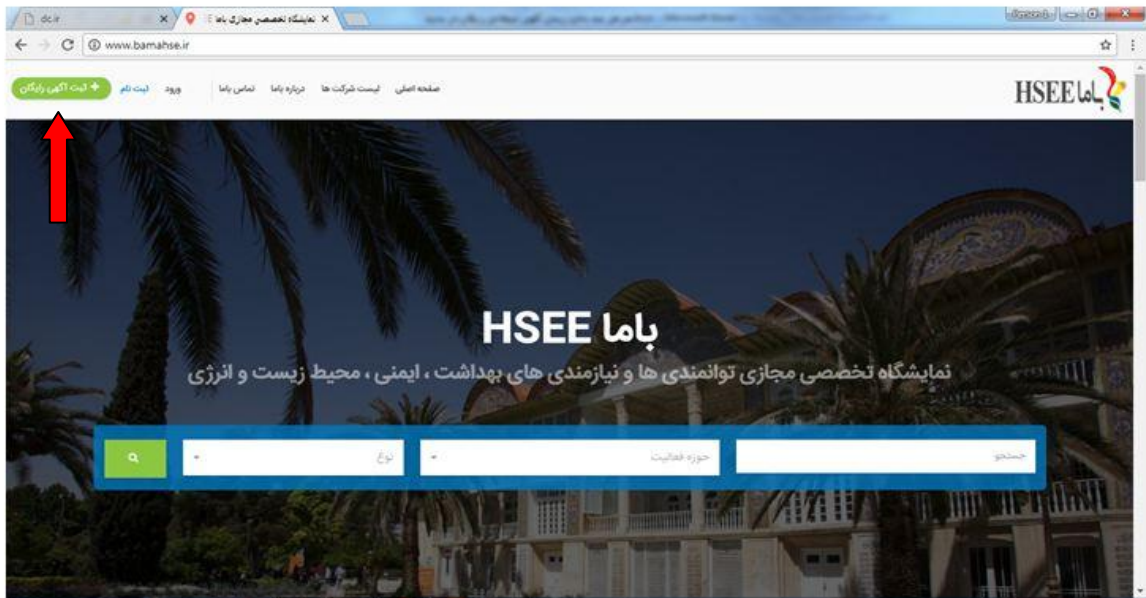 dc.ir
نمایشگاه تخصصی مجازی باما
www.bamahse.ir
باما HSEE
صفحه اصلی لیست شرکت ها درباره باما تماس باما ورود ثبت نام + ثبت آگهی رایگان
باما HSEE
نمایشگاه تخصصی مجازی توانمندی ها و نیازمندی های بهداشت ، ایمنی ، محیط زیست و انرژی
جستجو حوزه فعالیت نوع